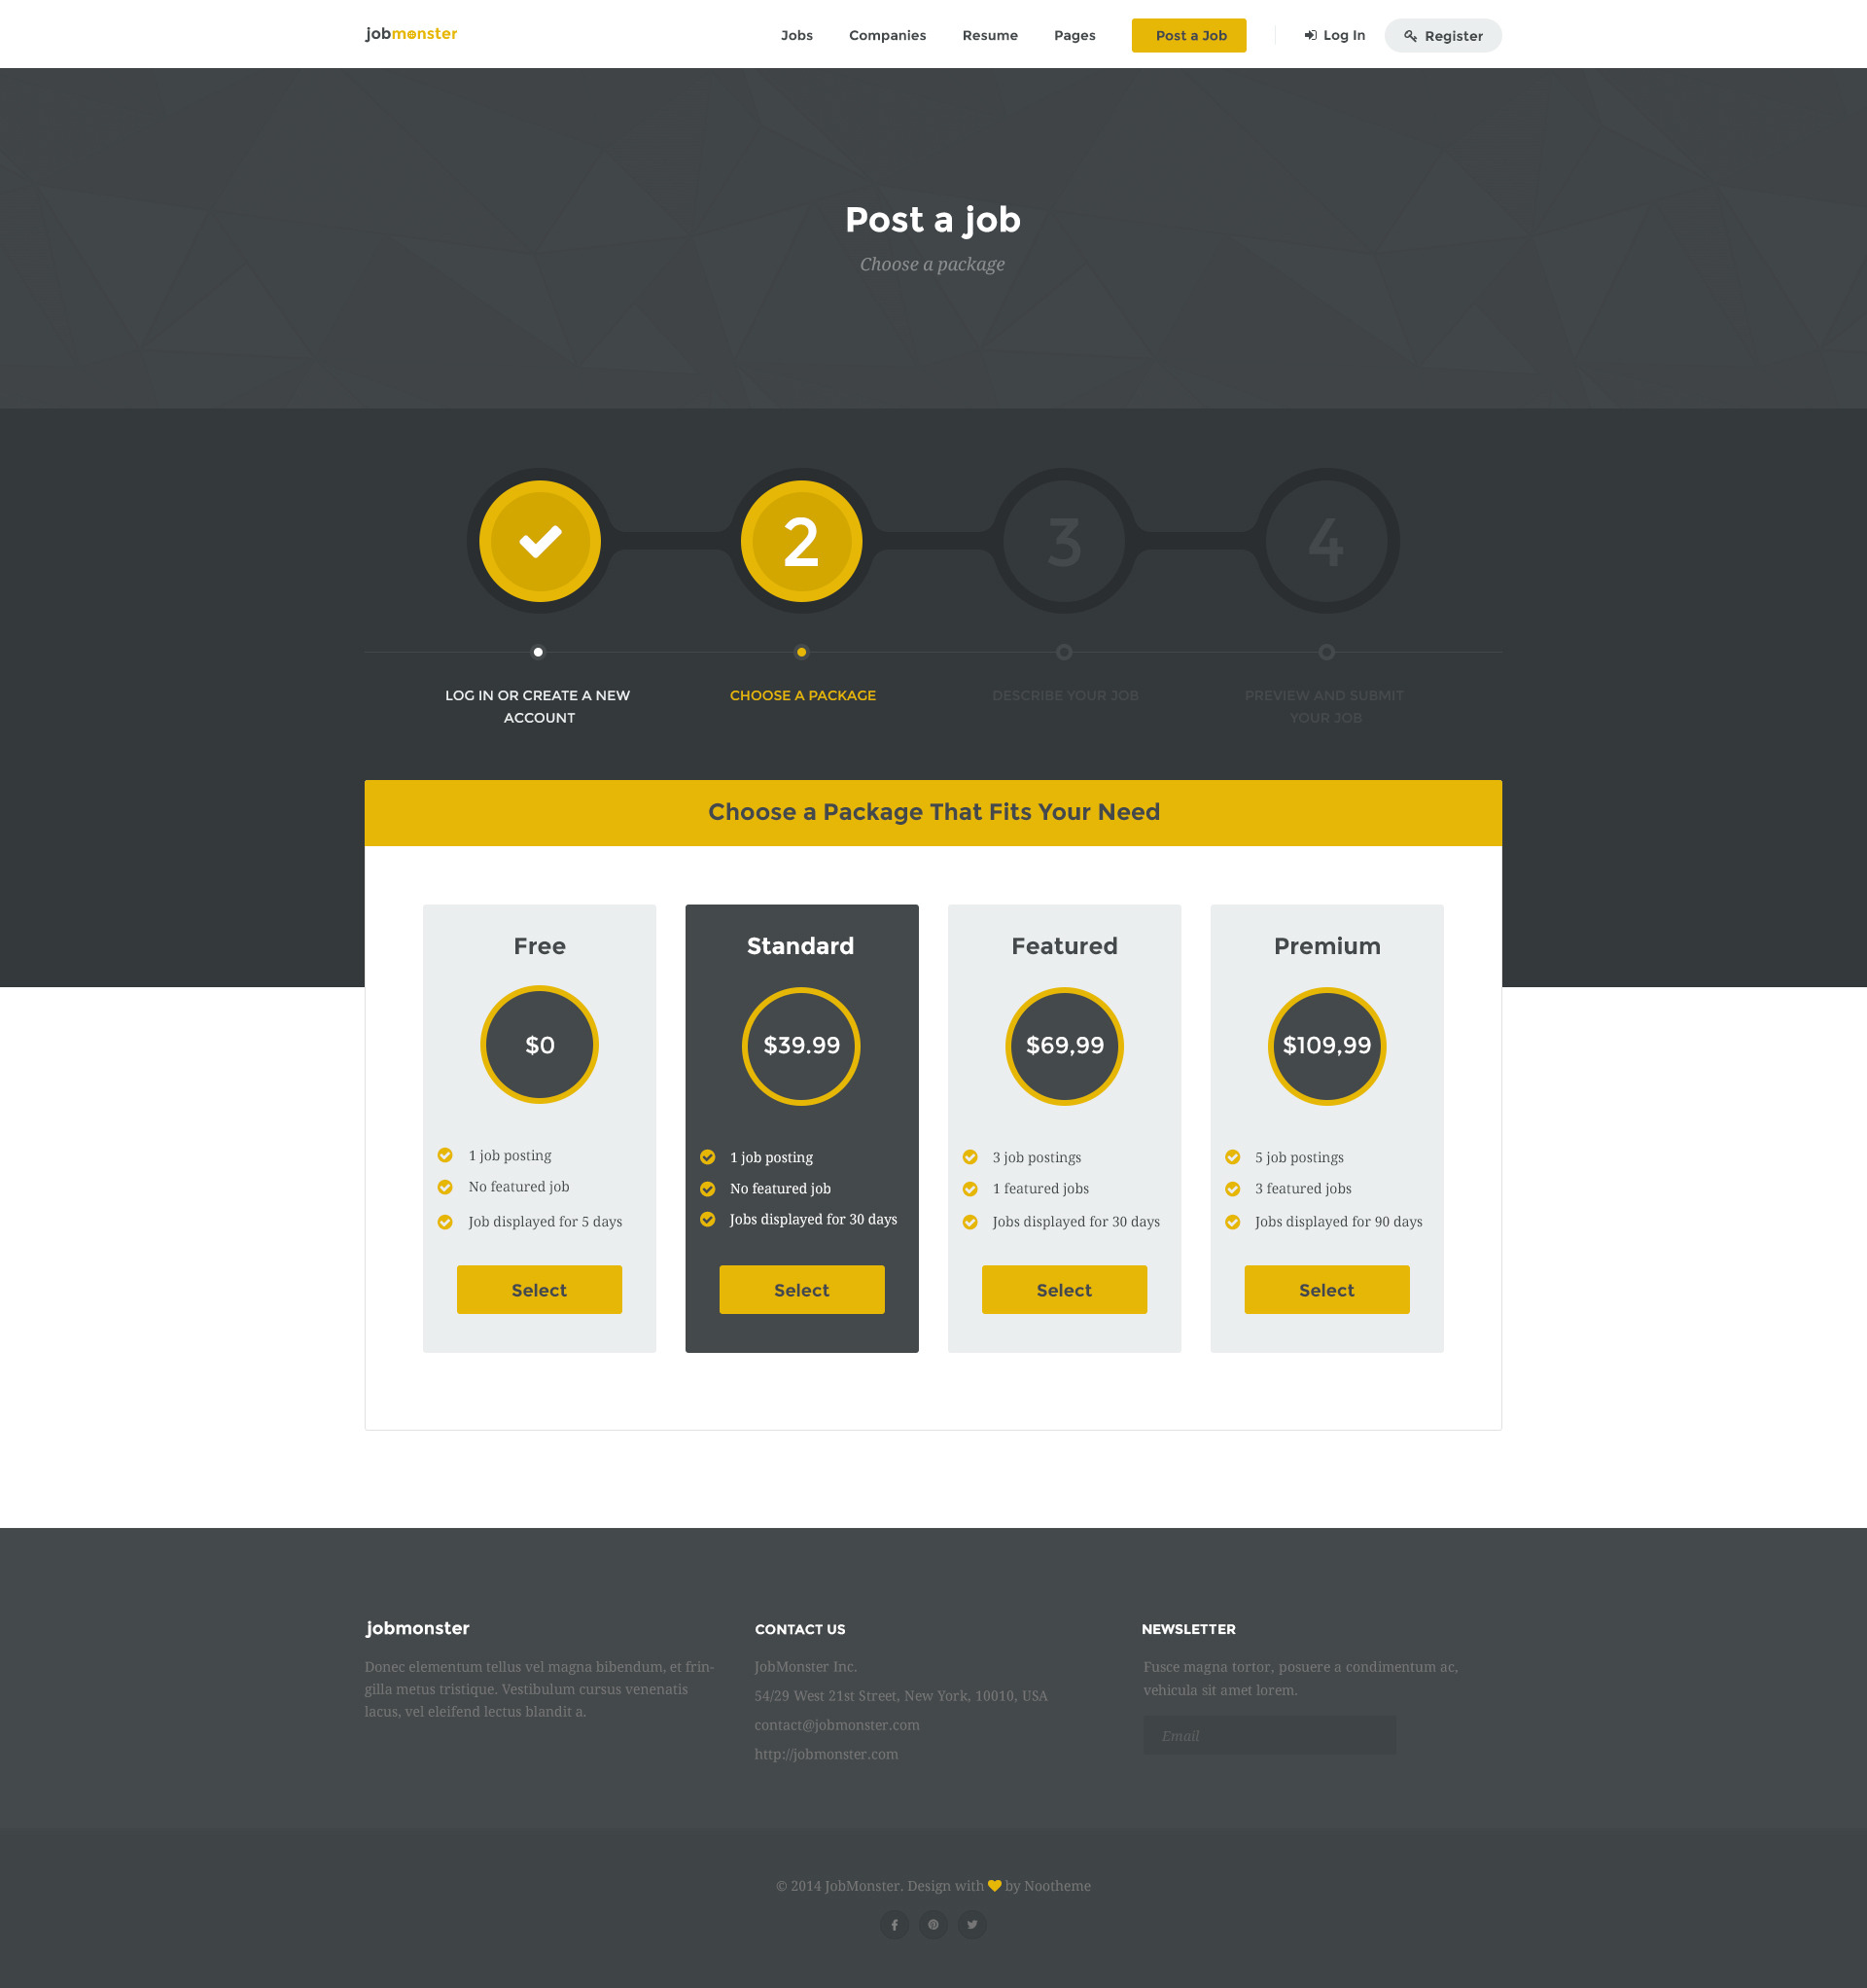 jobmonster
Jobs Companies Resume Pages Post a Job Log In Register
Post a job
Choose a package
2 3 4
LOG IN OR CREATE A NEW
ACCOUNT
CHOOSE A PACKAGE
DESCRIBE YOUR JOB
PREVIEW AND SUBMIT
YOUR JOB
Choose a Package That Fits Your Need
Free
$0
1 job posting
No featured job
Job displayed for 5 days
Select
Standard
$39.99
1 job posting
No featured job
Jobs displayed for 30 days
Select
Featured
$69,99
3 job postings
1 featured jobs
Jobs displayed for 30 days
Select
Premium
$109,99
5 job postings
3 featured jobs
Jobs displayed for 90 days
Select
jobmonster
Donec elementum tellus vel magna bibendum, et frin-
gilla metus tristique. Vestibulum cursus venenatis
lacus, vel eleifend lectus blandit a.
CONTACT US
JobMonster Inc.
54/29 West 21st Street, New York, 10010, USA
contact@jobmonster.com
http://jobmonster.com
NEWSLETTER
Fusce magna tortor, posuere a condimentum ac,
vehicula sit amet lorem.
Email
© 2014 JobMonster. Design with by Nootheme